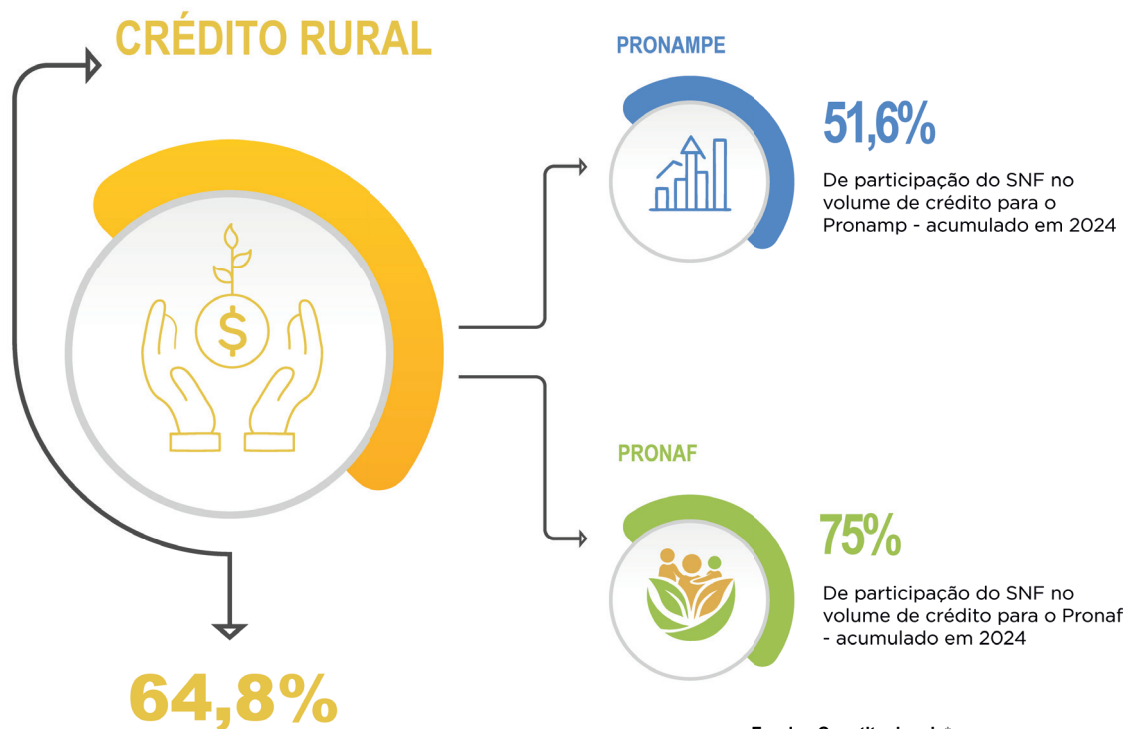 CRÉDITO RURAL
$
64,8%
PRONAMPE
51,6%
De participação do SNF no
volume de crédito para o
Pronamp - acumulado em 2024
PRONAF
75%
De participação do SNF no
volume de crédito para o Pronaf
- acumulado em 2024